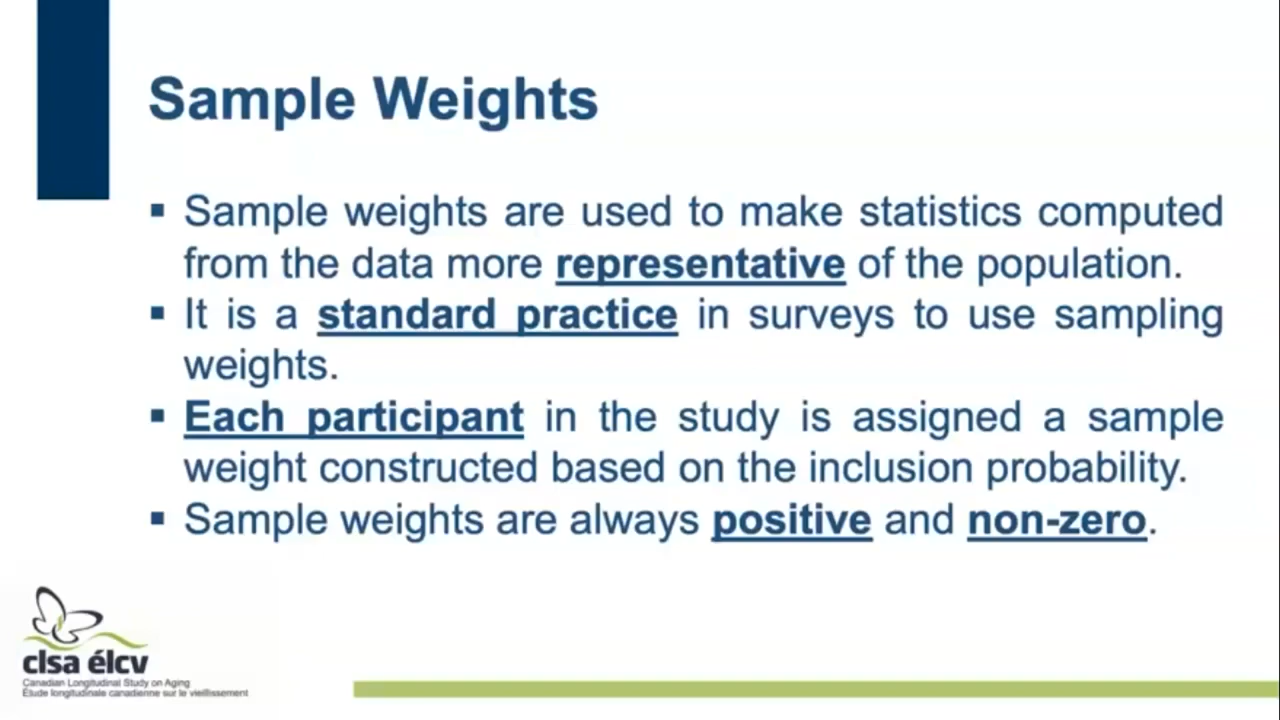 Sample Weights
▪ Sample weights are used to make statistics computed
from the data more representative of the population.
▪ It is a standard practice in surveys to use sampling
weights.
▪ Each participant in the study is assigned a sample
weight constructed based on the inclusion probability.
▪ Sample weights are always positive and non-zero.
clsa élcv
Canadian Longitudinal Study on Aging
Étude longitudinale canadienne sur le vieillissement